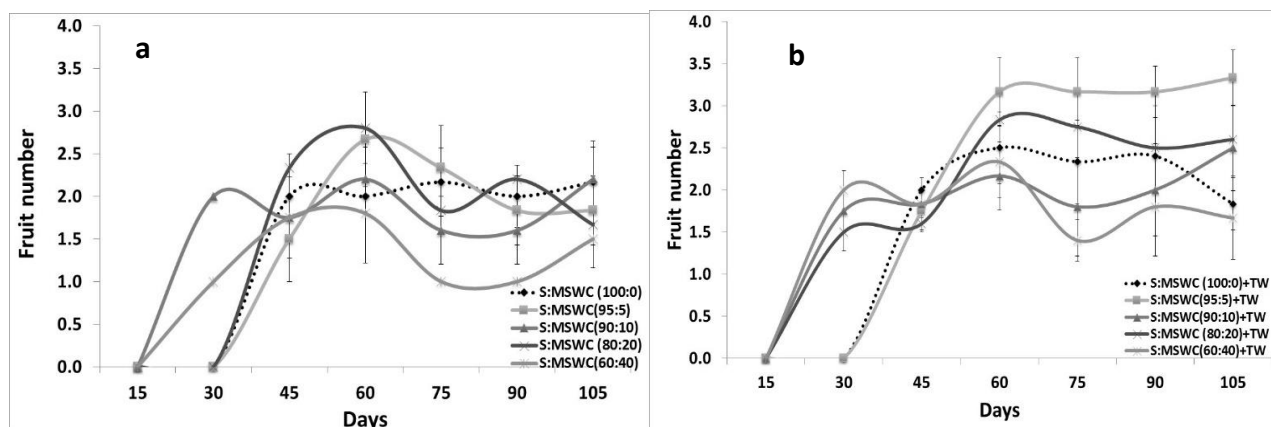 a
4.0
3.5
3.0
2.5
2.0
1.5
1.0
0.5
0.0
Fruit number
15 30 45 60 75 90 105
Days
S:MSWC (100:0)
S:MSWC(95:5)
S:MSWC(90:10)
S:MSWC (80:20)
S:MSWC(60:40)
b
4.0
3.5
3.0
2.5
2.0
1.5
1.0
0.5
0.0
Fruit number
15 30 45 60 75 90 105
Days
S:MSWC (100:0)+TW
S:MSWC(95:5)+TW
S:MSWC(90:10)+TW
S:MSWC (80:20)+TW
S:MSWC(60:40)+TW